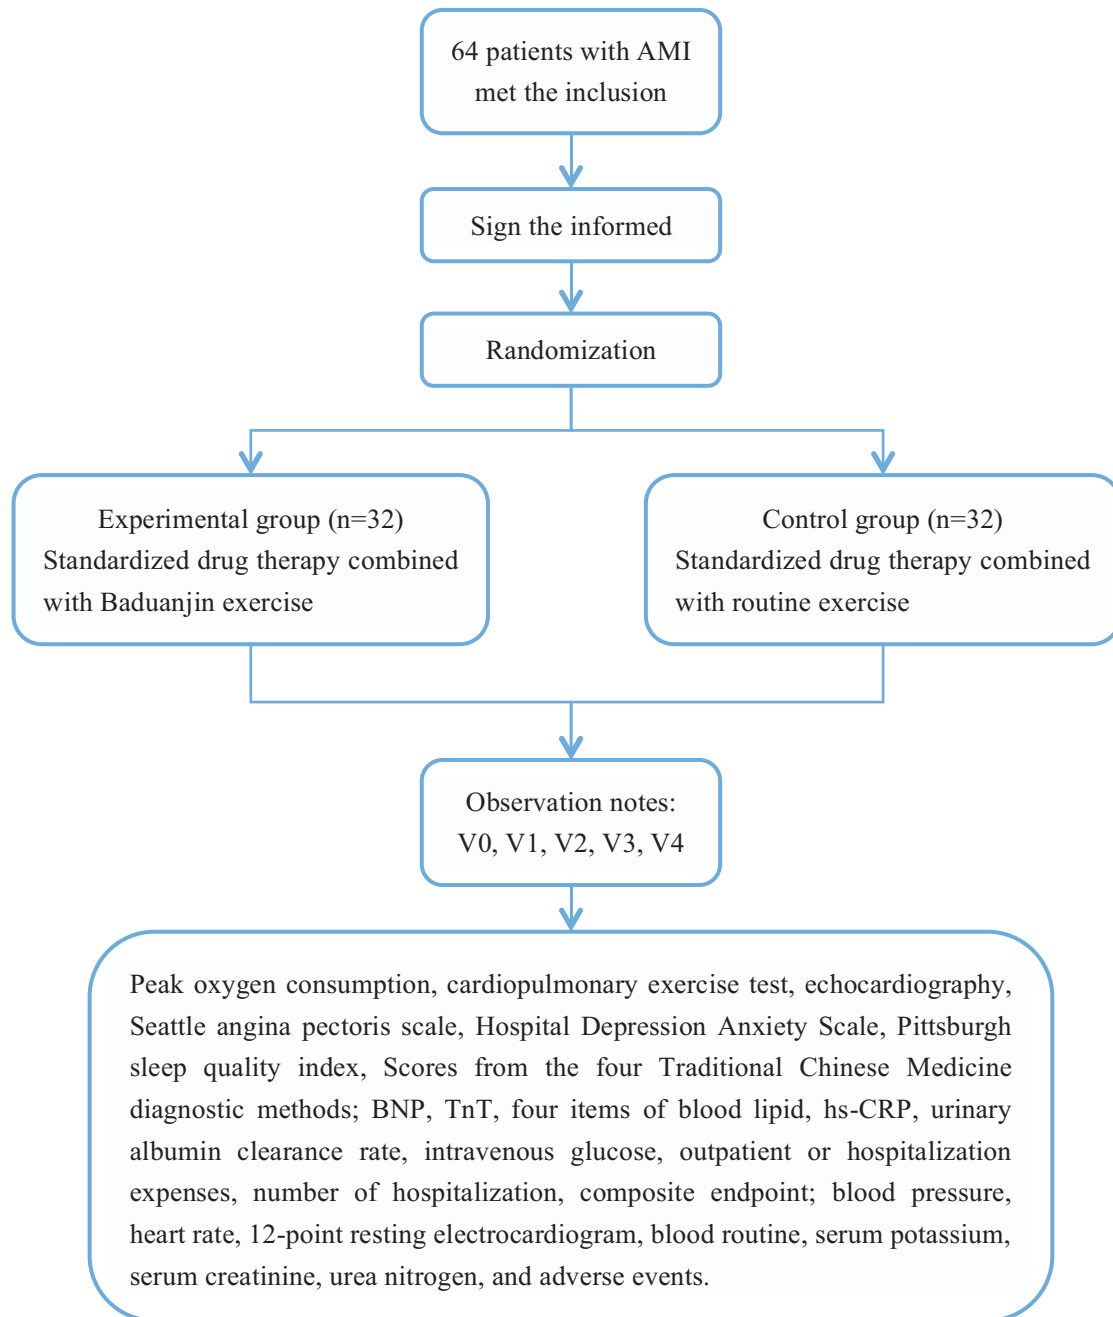 64 patients with AMI
met the inclusion
Sign the informed
Randomization
Experimental group (n=32)
Standardized drug therapy combined
with Baduanjin exercise
Control group (n=32)
Standardized drug therapy combined
with routine exercise
Observation notes:
V0, V1, V2, V3, V4
Peak oxygen consumption, cardiopulmonary exercise test, echocardiography,
Seattle angina pectoris scale, Hospital Depression Anxiety Scale, Pittsburgh
sleep quality index, Scores from the four Traditional Chinese Medicine
diagnostic methods; BNP, TnT, four items of blood lipid, hs-CRP, urinary
albumin clearance rate, intravenous glucose, outpatient or hospitalization
expenses, number of hospitalization, composite endpoint; blood pressure,
heart rate, 12-point resting electrocardiogram, blood routine, serum potassium,
serum creatinine, urea nitrogen, and adverse events.